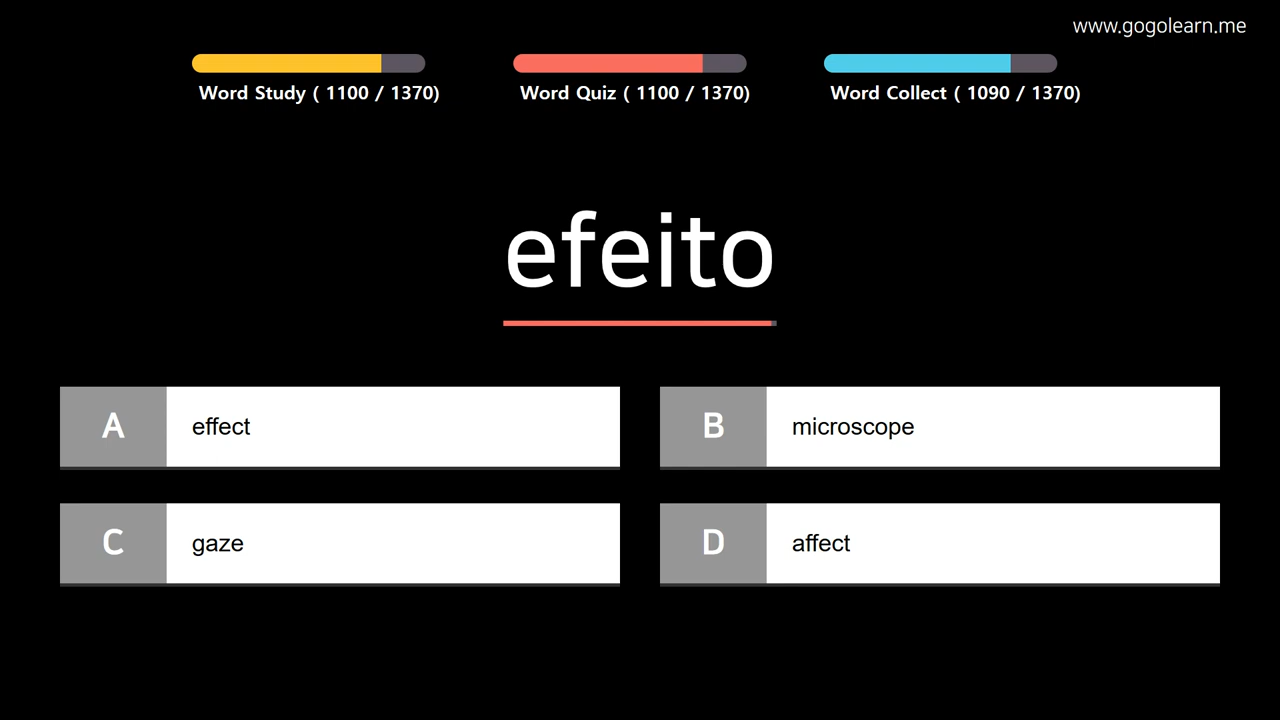 www.gogolearn.me
Word Study ( 1100 / 1370)
Word Quiz ( 1100 / 1370)
Word Collect ( 1090 / 1370)
efeito
A effect
B microscope
C gaze
D affect